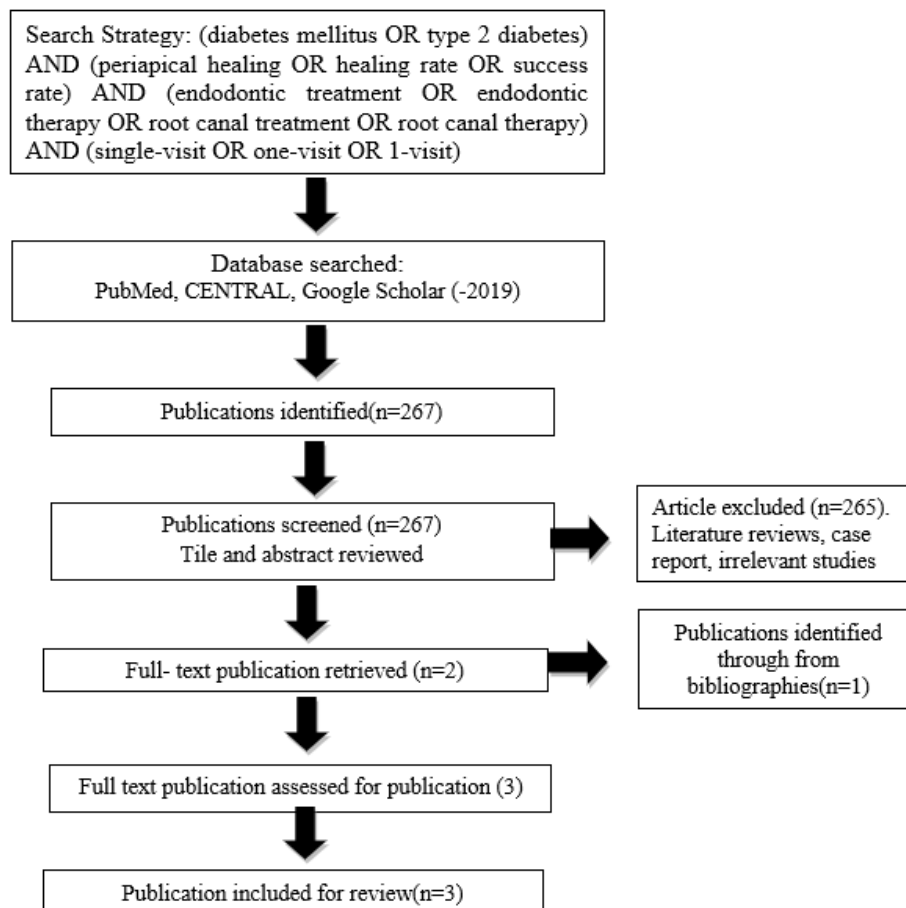 Search Strategy: (diabetes mellitus OR type 2 diabetes)
AND (periapical healing OR healing rate OR success
rate) AND (endodontic treatment OR endodontic
therapy OR root canal treatment OR root canal therapy)
AND (single-visit OR one-visit OR 1-visit)
Database searched:
PubMed, CENTRAL, Google Scholar (-2019)
Publications identified(n=267)
Publications screened (n=267)
Tile and abstract reviewed
Article excluded (n=265).
Literature reviews, case
report, irrelevant studies
Full- text publication retrieved (n=2)
Publications identified
through from
bibliographies(n=1)
Full text publication assessed for publication (3)
Publication included for review(n=3)